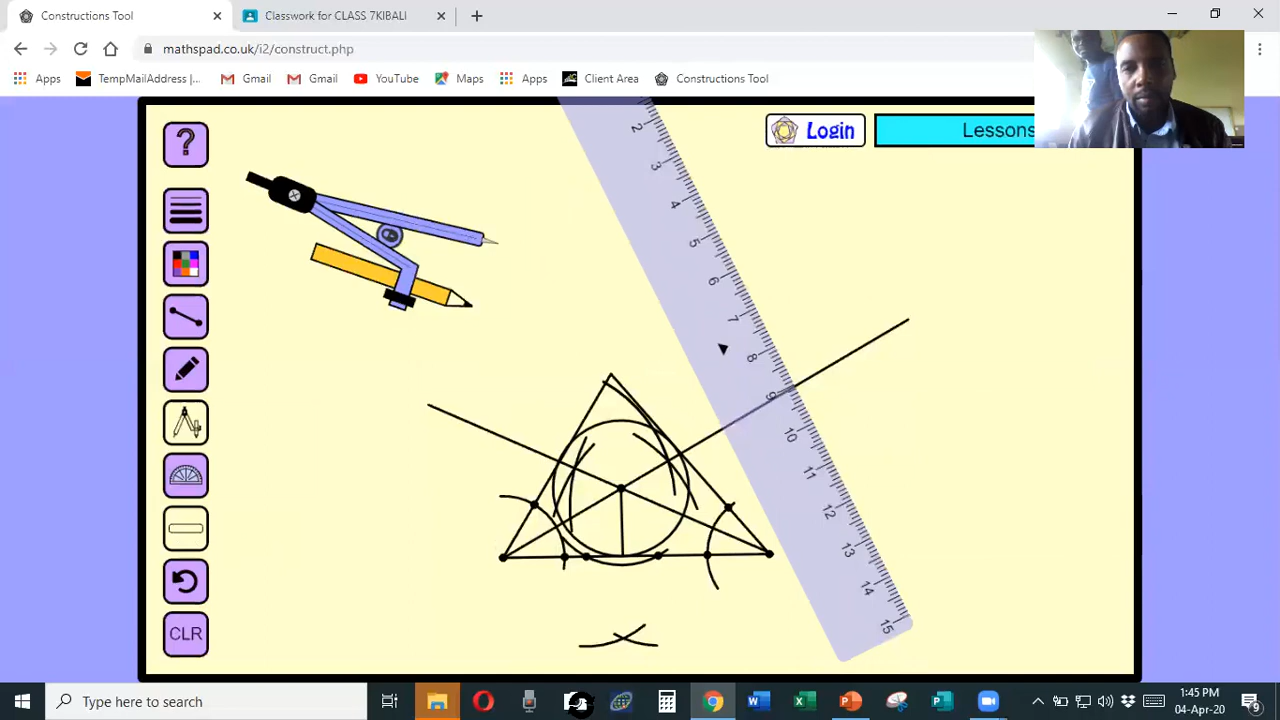 Constructions Tool
Classwork for CLASS 7KIBALI
mathspad.co.uk/i2/construct.php
Apps
TempMailAddress |...
Gmail
Gmail
YouTube
Maps
Apps
Client Area
Constructions Tool
?
Login
Lessons
2
3
4
5
6
7
8
9
10
11
12
13
14
15
CLR
Type here to search
1:45 PM
04-Apr-20
9